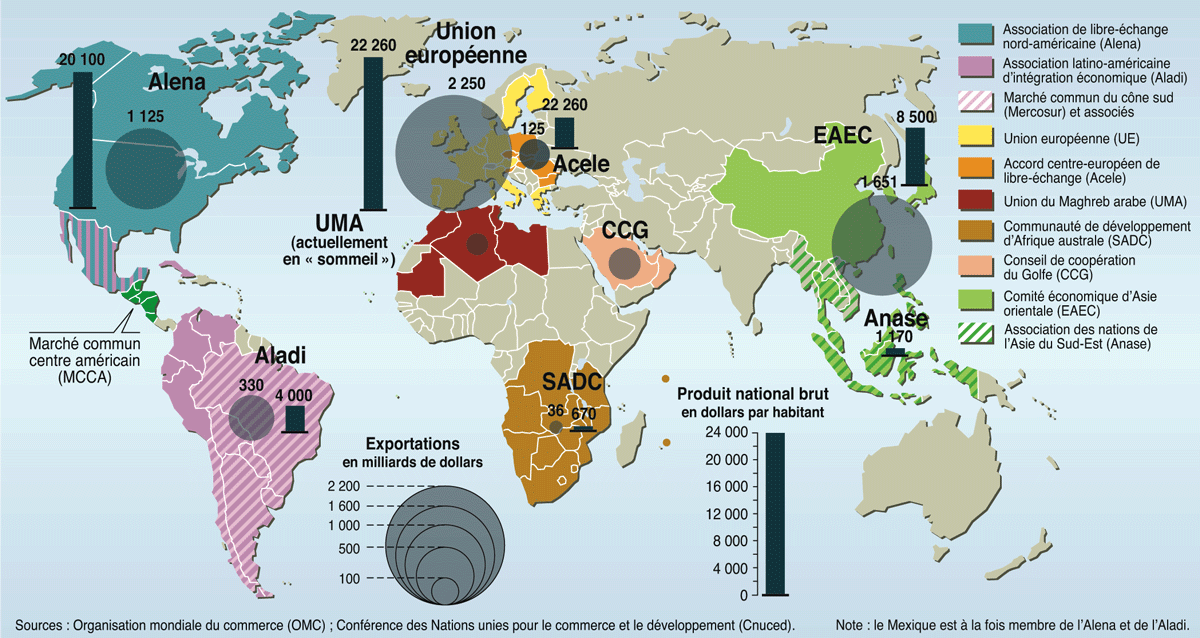 20 100
Alena
1 125
22 260
Union
européenne
2 250
22 260
125
Acele
UMA
(actuellement
en « sommeil »)
CCG
EAEC
8 500
1 651
Anase
1 170
Marché commun
centre américain
(MCCA)
Aladi
330
4 000
SADC
36
670
Association de libre-échange
nord-américaine (Alena)
Association latino-américaine
d'intégration économique (Aladi)
Marché commun du cône sud
(Mercosur) et associés
Union européenne (UE)
Accord centre-européen de
libre-échange (Acele)
Union du Maghreb arabe (UMA)
Communauté de développement
d'Afrique australe (SADC)
Conseil de coopération
du Golfe (CCG)
Comité économique d'Asie
orientale (EAEC)
Association des nations de
l'Asie du Sud-Est (Anase)
Exportations
en milliards de dollars
2 200
1 600
1 000
500
100
Produit national brut
en dollars par habitant
24 000
20 000
16 000
12 000
8 000
4 000
0
Sources : Organisation mondiale du commerce (OMC) ; Conférence des Nations unies pour le commerce et le développement (Cnuced).
Note : le Mexique est à la fois membre de l'Alena et de l'Aladi.